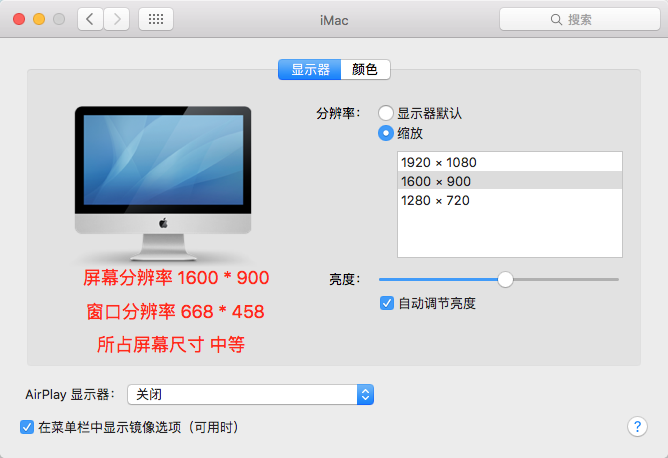 iMac
搜索
显示器 颜色
分辨率： 显示器默认
缩放
1920 × 1080
1600 × 900
1280 × 720
屏幕分辨率 1600 * 900
窗口分辨率 668 * 458
所占屏幕尺寸 中等
亮度：
自动调节亮度
AirPlay 显示器： 关闭
在菜单栏中显示镜像选项（可用时）
?